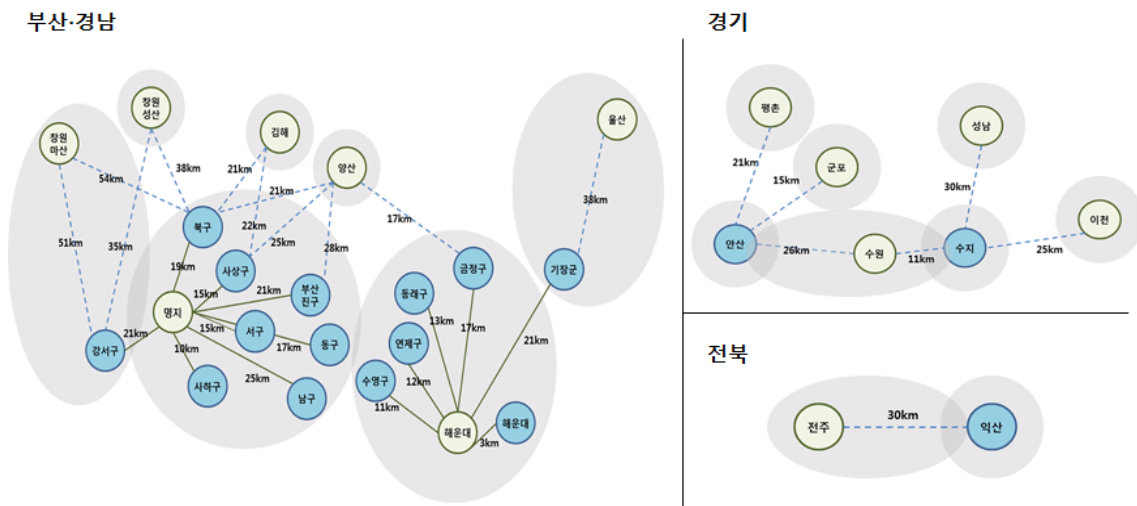 부산·경남
경기
창원
성산
창원
마산
김해
양산
울산
38km
54km
21km
21km
17km
38km
51km
35km
북구
22km
25km
28km
19km
사상구
금정구
기장군
15km
21km
부산
진구
동래구
명지
13km
17km
21km
15km
서구
17km
동구
연제구
21km
강서구
10km
사하구
25km
남구
수영구
12km
11km
해운대
3km
해운대
평촌
성남
21km
군포
15km
30km
이천
안산
26km
수원
11km
수지
25km
전북
전주
30km
익산